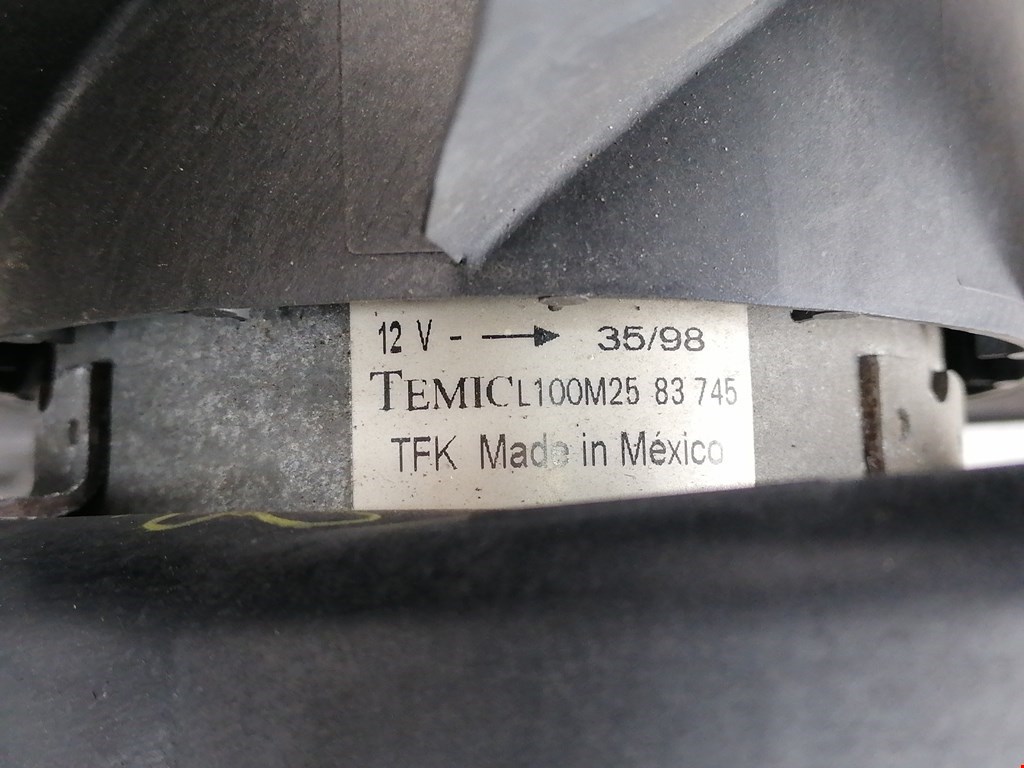 12 V - → 35/98
TEMIC L100M25 83 745
TFK Made in México